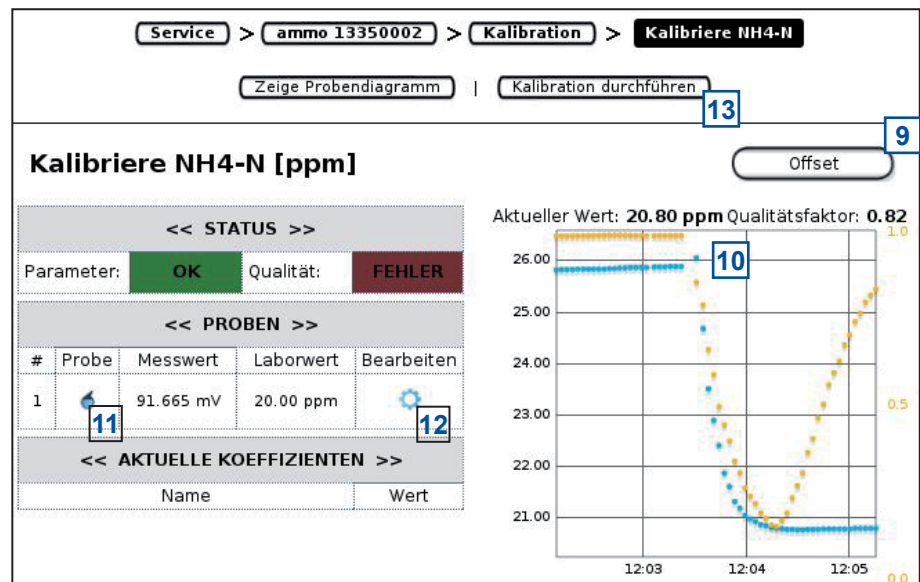 Service > ammo 13350002 > Kalibration > Kalibriere NH4-N
Zeige Probendiagramm | Kalibration durchführen
13
9
Kalibriere NH4-N [ppm]
Offset
<< STATUS >>
Parameter: OK Qualität: FEHLER
<< PROBEN >>
# Probe Messwert Laborwert Bearbeiten
1 91.665 mV 20.00 ppm
11
12
<< AKTUELLE KOEFFIZIENTEN >>
Name Wert
Aktueller Wert: 20.80 ppm Qualitätsfaktor: 0.82
1.0
26.00
10
25.00
24.00
23.00
0.5
22.00
21.00
12:03 12:04 12:05
0.0